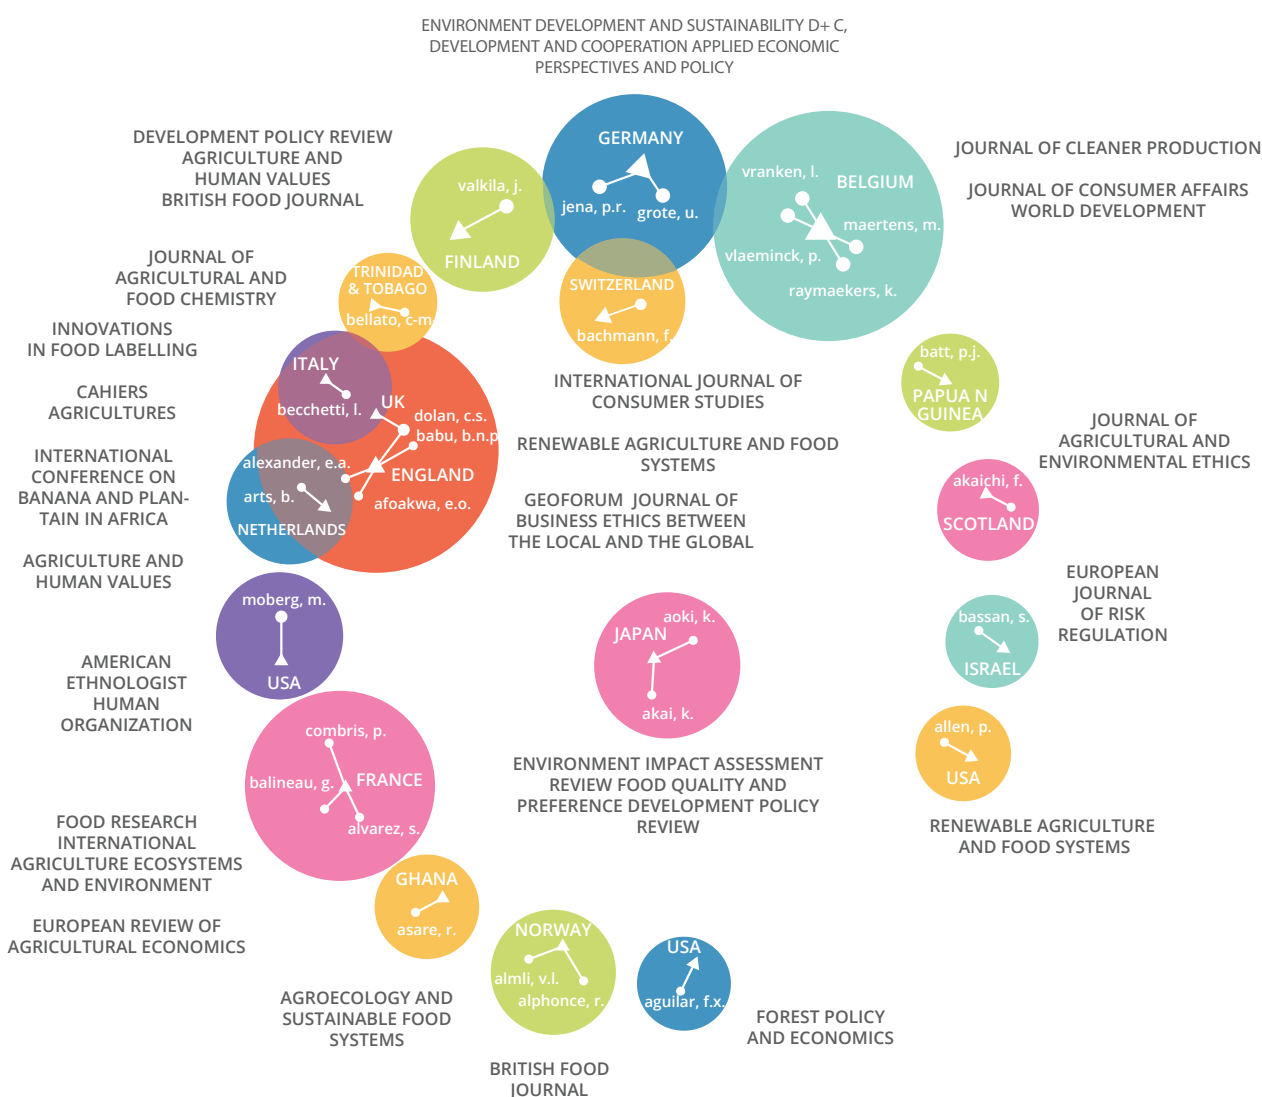 ENVIRONMENT DEVELOPMENT AND SUSTAINABILITY D+ C,
DEVELOPMENT AND COOPERATION APPLIED ECONOMIC
PERSPECTIVES AND POLICY
DEVELOPMENT POLICY REVIEW
AGRICULTURE AND
HUMAN VALUES
BRITISH FOOD JOURNAL
valkila, j.
FINLAND
GERMANY
jena, p.r.
grote, u.
vranken, l.
BELGIUM
maertens, m.
vlaeminck, p.
raymaekers, k.
JOURNAL OF CLEANER PRODUCTION
JOURNAL OF CONSUMER AFFAIRS
WORLD DEVELOPMENT
JOURNAL OF
AGRICULTURAL AND
FOOD CHEMISTRY
TRINIDAD
& TOBAGO
bellato, c-m
SWITZERLAND
bachmann, f.
INNOVATIONS
IN FOOD LABELLING
ITALY
becchetti, l.
UK
dolan, c.s.
babu, b.n.p
alexander, e.a.
ENGLAND
arts, b.
afoakwa, e.o.
NETHERLANDS
CAHIERS
AGRICULTURES
INTERNATIONAL
CONFERENCE ON
BANANA AND PLAN-
TAIN IN AFRICA
AGRICULTURE AND
HUMAN VALUES
INTERNATIONAL JOURNAL OF
CONSUMER STUDIES
RENEWABLE AGRICULTURE AND FOOD
SYSTEMS
GEOFORUM JOURNAL OF
BUSINESS ETHICS BETWEEN
THE LOCAL AND THE GLOBAL
batt, p.j.
PAPUA N
GUINEA
JOURNAL OF
AGRICULTURAL AND
ENVIRONMENTAL ETHICS
akaichi, f.
SCOTLAND
EUROPEAN
JOURNAL
OF RISK
REGULATION
bassan, s.
ISRAEL
moberg, m.
USA
AMERICAN
ETHNOLOGIST
HUMAN
ORGANIZATION
aoki, k.
JAPAN
akai, k.
ENVIRONMENT IMPACT ASSESSMENT
REVIEW FOOD QUALITY AND
PREFERENCE DEVELOPMENT POLICY
REVIEW
allen, p.
USA
RENEWABLE AGRICULTURE
AND FOOD SYSTEMS
combris, p.
balineau, g.
FRANCE
alvarez, s.
FOOD RESEARCH
INTERNATIONAL
AGRICULTURE ECOSYSTEMS
AND ENVIRONMENT
EUROPEAN REVIEW OF
AGRICULTURAL ECONOMICS
GHANA
asare, r.
AGROECOLOGY AND
SUSTAINABLE FOOD
SYSTEMS
NORWAY
almli, v.l.
alphonce, r.
BRITISH FOOD
JOURNAL
USA
aguilar, f.x.
FOREST POLICY
AND ECONOMICS